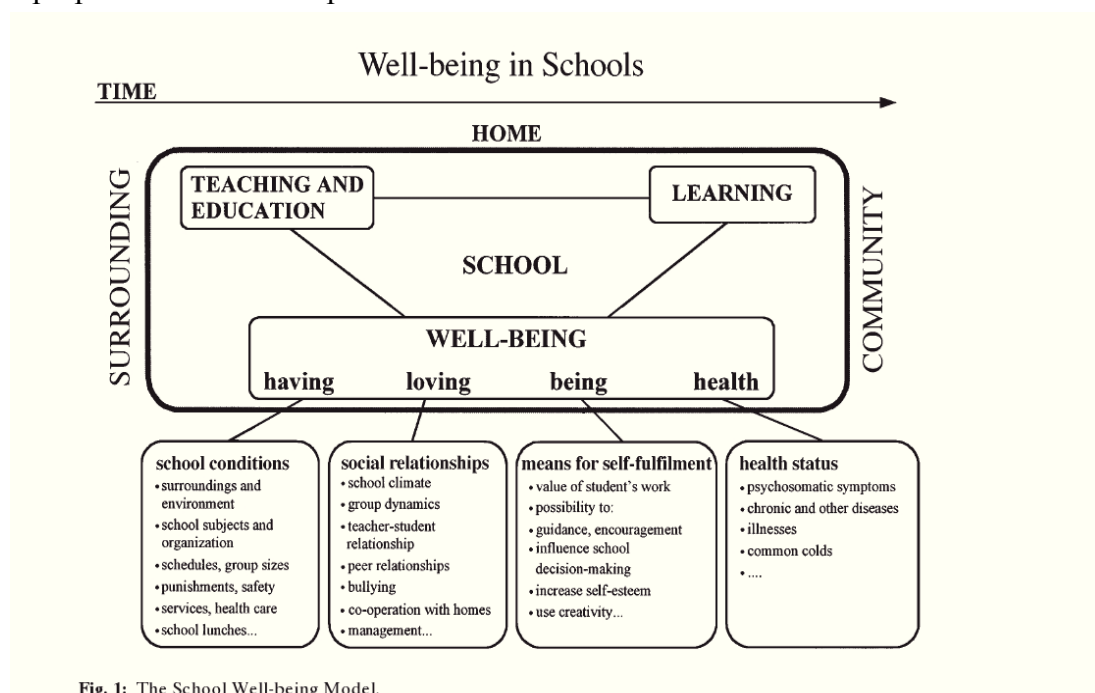 Well-being in Schools
TIME
HOME
SURROUNDING
COMMUNITY
TEACHING AND
EDUCATION
LEARNING
SCHOOL
WELL-BEING
having loving being health
school conditions
• surroundings and
environment
• school subjects and
organization
• schedules, group sizes
• punishments, safety
• services, health care
• school lunches...
social relationships
• school climate
• group dynamics
• teacher-student
relationship
• peer relationships
• bullying
• co-operation with homes
• management...
means for self-fulfilment
• value of student's work
• possibility to:
• guidance, encouragement
• influence school
decision-making
• increase self-esteem
• use creativity...
health status
• psychosomatic symptoms
• chronic and other diseases
• illnesses
• common colds
• ....
Fig. 1: The School Well-being Model.